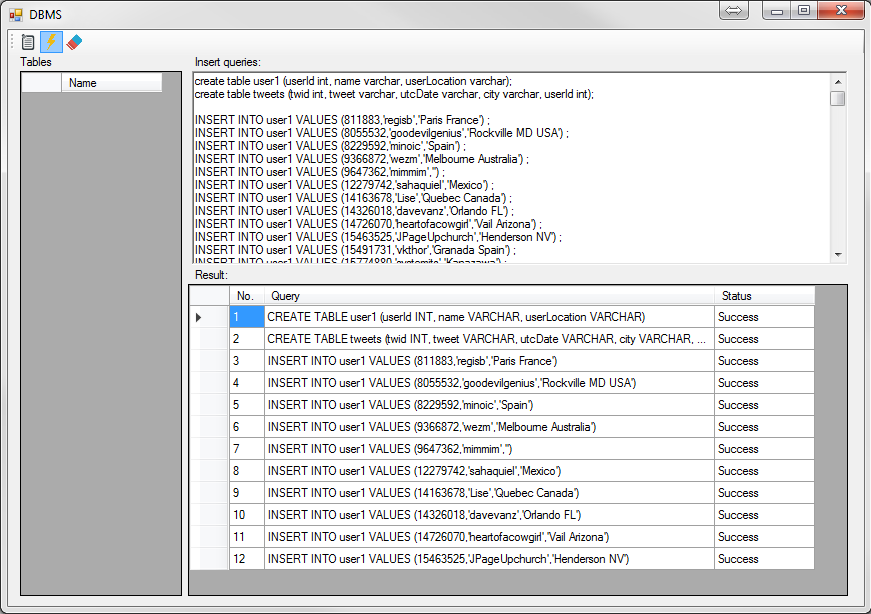 DBMS
Tables
Name
Insert queries:
create table user1 (userId int, name varchar, userLocation varchar);
create table tweets (twid int, tweet varchar, utcDate varchar, city varchar, userId int);
INSERT INTO user1 VALUES (811883,'regisb','Paris France') ;
INSERT INTO user1 VALUES (8055532,'goodevilgenius','Rockville MD USA') ;
INSERT INTO user1 VALUES (8229592,'minoic','Spain') ;
INSERT INTO user1 VALUES (9366872,'wezm','Melbourne Australia') ;
INSERT INTO user1 VALUES (9647362,'mimmim','') ;
INSERT INTO user1 VALUES (12279742,'sahaquiel','Mexico') ;
INSERT INTO user1 VALUES (14163678,'Lise','Quebec Canada') ;
INSERT INTO user1 VALUES (14326018,'davevanz','Orlando FL') ;
INSERT INTO user1 VALUES (14726070,'heartofacowgirl','Vail Arizona') ;
INSERT INTO user1 VALUES (15463525,'JPageUpchurch','Henderson NV') ;
INSERT INTO user1 VALUES (15491731,'vkthor','Granada Spain') ;
INSERT INTO user1 VALUES (15774880,'systemite','Kanazawa') ;
Result:
No. Query Status
1 CREATE TABLE user1 (userId INT, name VARCHAR, userLocation VARCHAR) Success
2 CREATE TABLE tweets (twid INT, tweet VARCHAR, utcDate VARCHAR, city VARCHAR, ... Success
3 INSERT INTO user1 VALUES (811883,'regisb','Paris France') Success
4 INSERT INTO user1 VALUES (8055532,'goodevilgenius','Rockville MD USA') Success
5 INSERT INTO user1 VALUES (8229592,'minoic','Spain') Success
6 INSERT INTO user1 VALUES (9366872,'wezm','Melbourne Australia') Success
7 INSERT INTO user1 VALUES (9647362,'mimmim','') Success
8 INSERT INTO user1 VALUES (12279742,'sahaquiel','Mexico') Success
9 INSERT INTO user1 VALUES (14163678,'Lise','Quebec Canada') Success
10 INSERT INTO user1 VALUES (14326018,'davevanz','Orlando FL') Success
11 INSERT INTO user1 VALUES (14726070,'heartofacowgirl','Vail Arizona') Success
12 INSERT INTO user1 VALUES (15463525,'JPageUpchurch','Henderson NV') Success